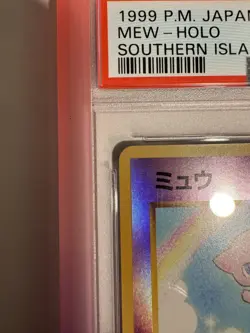 1999 P.M. JAPAN
MEW-HOLO
SOUTHERN ISLA
ミュウ